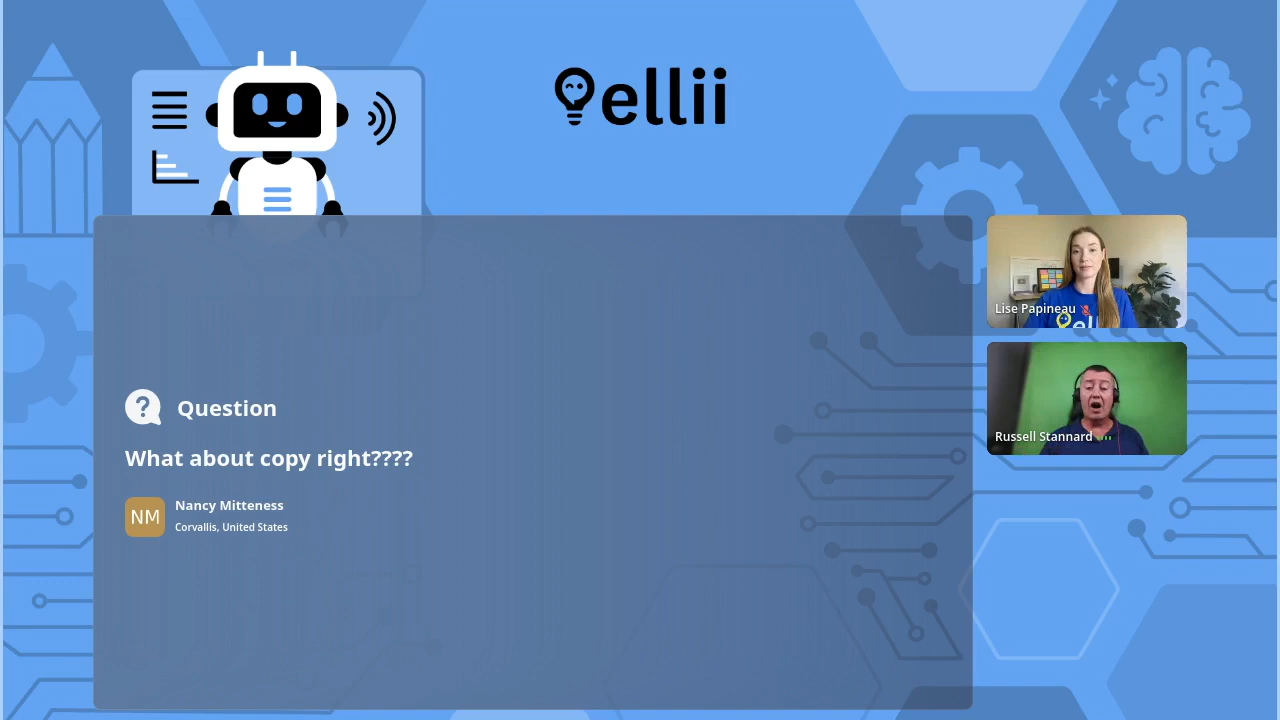 ellii
Lise Papineau
Question
Russell Stannard
What about copy right????
NM
Nancy Mitteness
Corvallis, United States